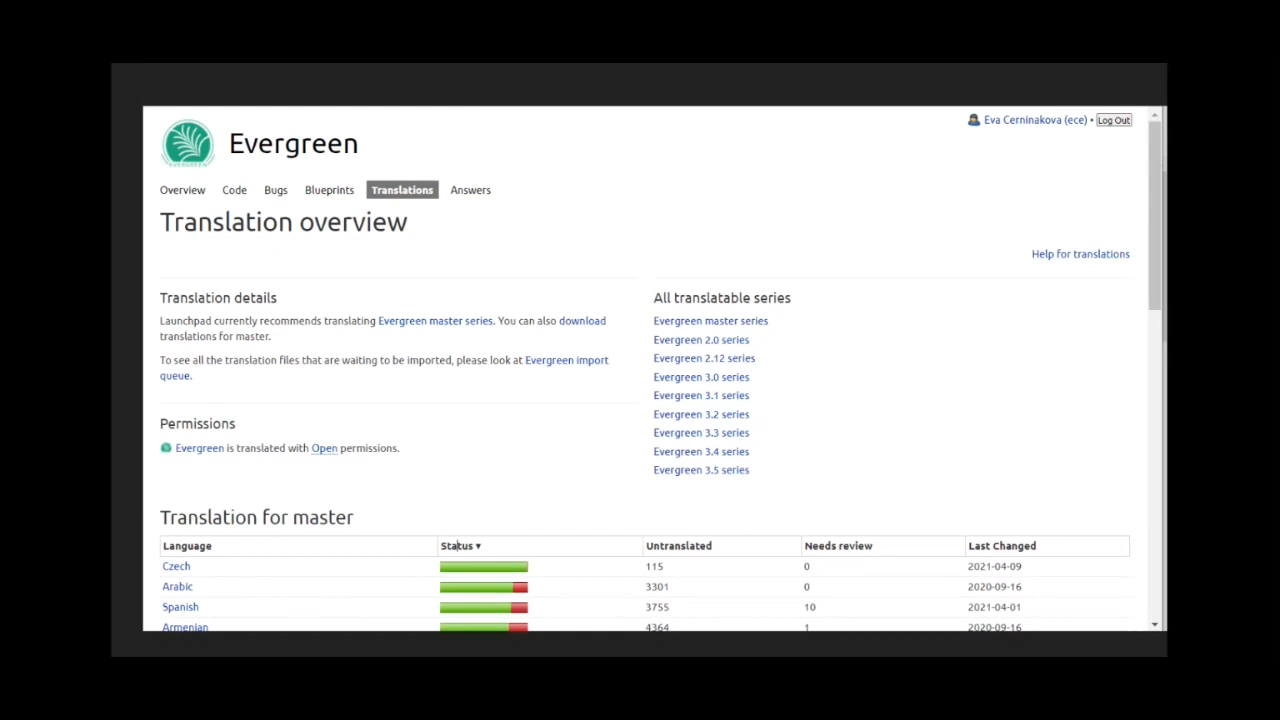 Eva Cerninakova (ece) • Log Out
EVERGREEN
Evergreen
Overview Code Bugs Blueprints Translations Answers
Translation overview
Help for translations
Translation details
Launchpad currently recommends translating Evergreen master series. You can also download
translations for master.
To see all the translation files that are waiting to be imported, please look at Evergreen import
queue.
Permissions
Evergreen is translated with Open permissions.
All translatable series
Evergreen master series
Evergreen 2.0 series
Evergreen 2.12 series
Evergreen 3.0 series
Evergreen 3.1 series
Evergreen 3.2 series
Evergreen 3.3 series
Evergreen 3.4 series
Evergreen 3.5 series
Translation for master
Language Status ▾ Untranslated Needs review Last Changed
Czech 115 0 2021-04-09
Arabic 3301 0 2020-09-16
Spanish 3755 10 2021-04-01
Armenian 4364 1 2020-09-16